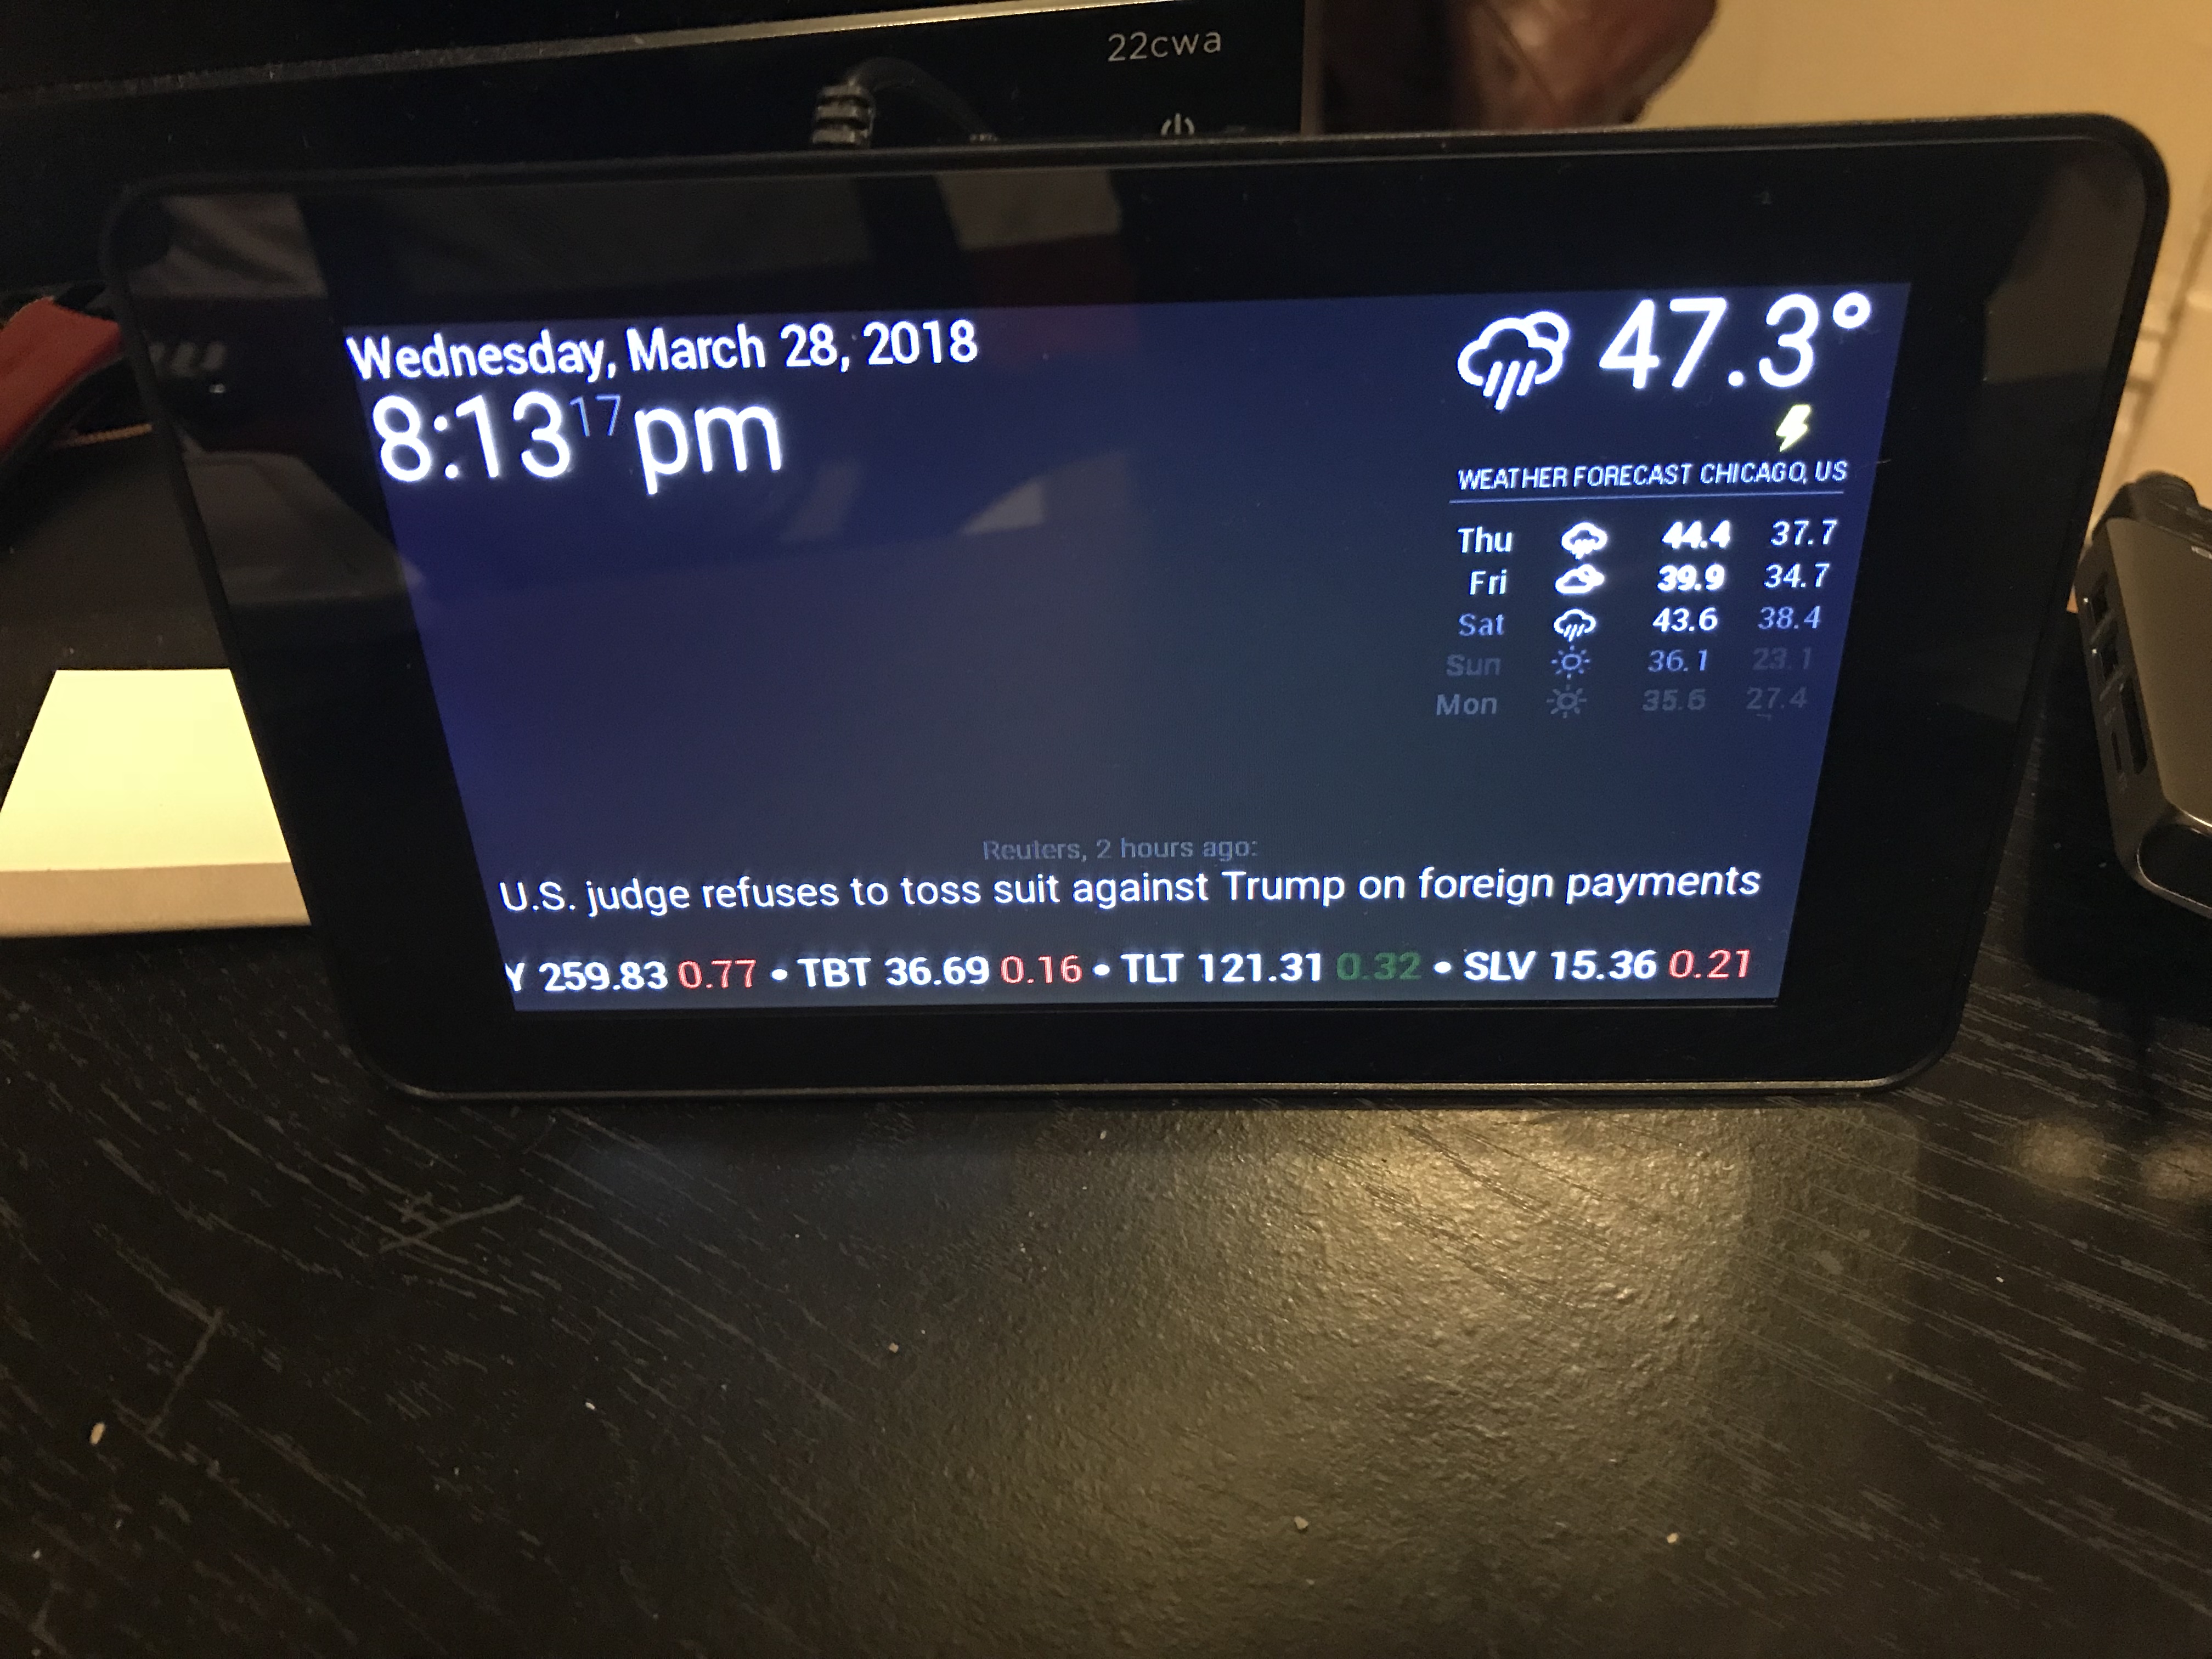 22cwa
Wednesday, March 28, 2018
8:13 17 pm
47.3°
WEATHER FORECAST CHICAGO, US
Thu 44.4 37.7
Fri 39.9 34.7
Sat 43.6 38.4
Sun 36.1 23.1
Mon 35.6 27.4
Reuters, 2 hours ago:
U.S. judge refuses to toss suit against Trump on foreign payments
Y 259.83 0.77 • TBT 36.69 0.16 • TLT 121.31 0.32 • SLV 15.36 0.21